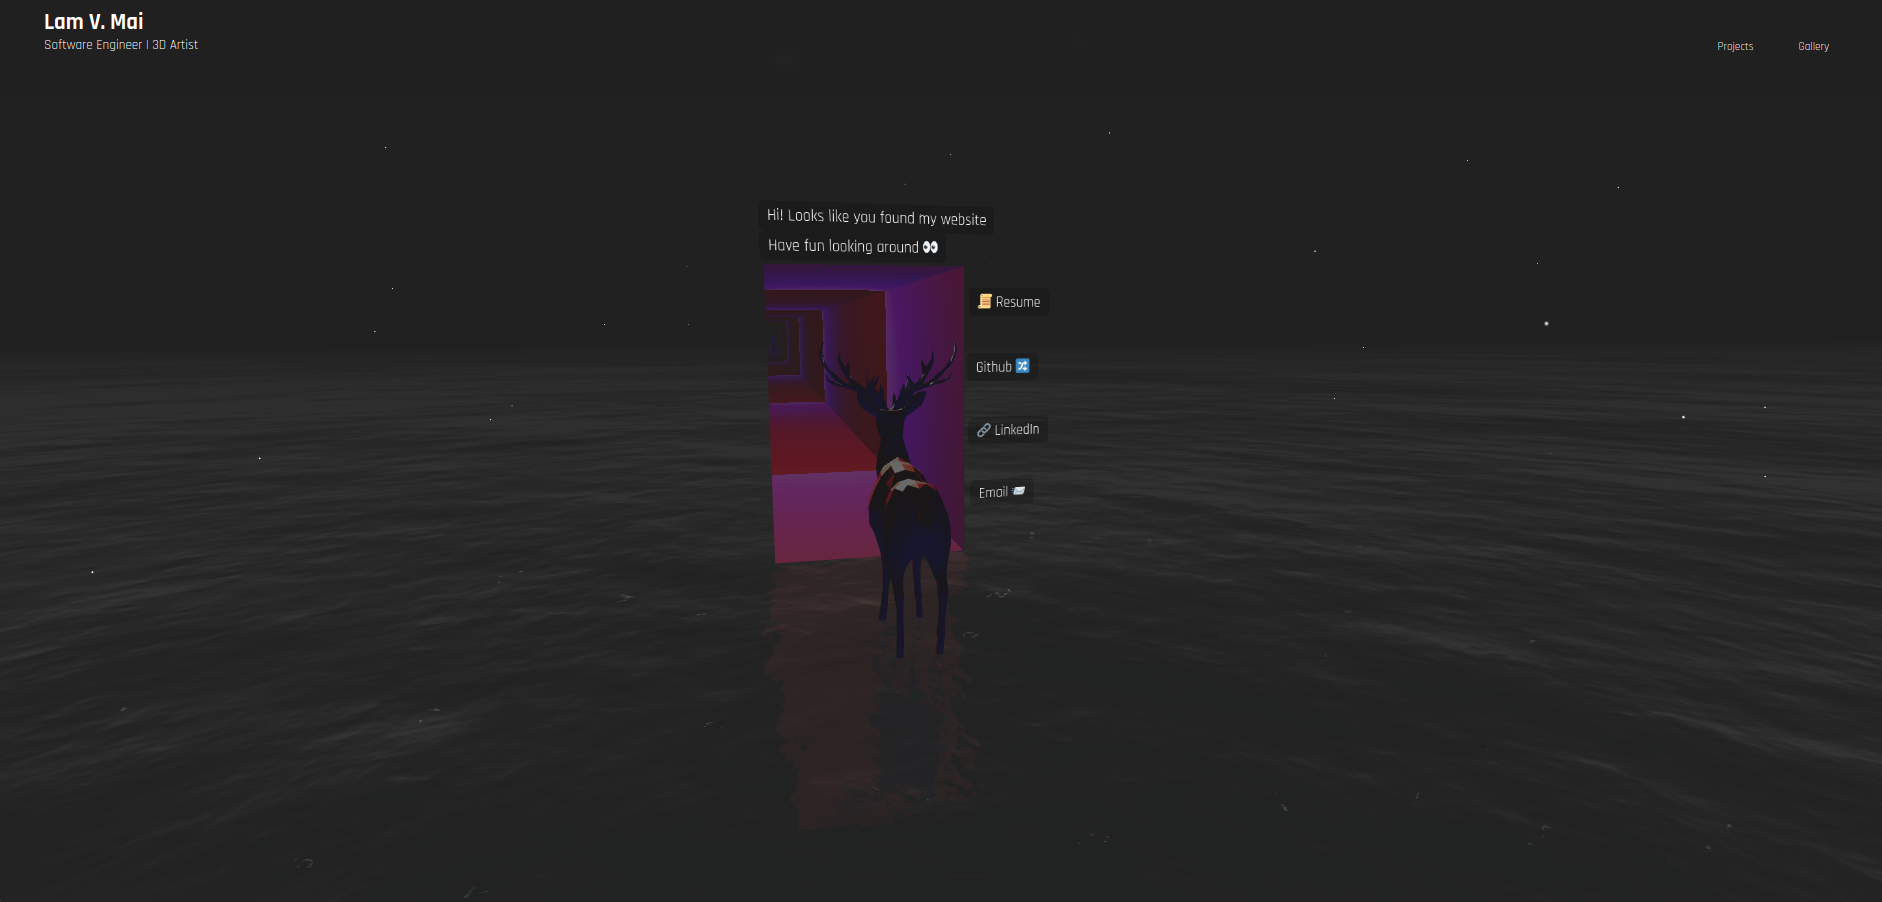 Lam V. Mai
Software Engineer | 3D Artist
Projects
Gallery
Hi! Looks like you found my website
Have fun looking around 👀
📜 Resume
Github 🔀
🔗 LinkedIn
Email 📨